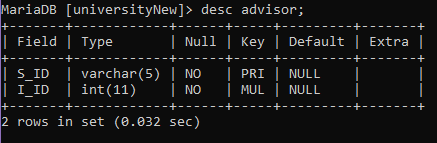 MariaDB [universityNew]> desc advisor;
+-------+------------+------+-----+---------+-------+
| Field | Type       | Null | Key | Default | Extra |
+-------+------------+------+-----+---------+-------+
| S_ID  | varchar(5) | NO   | PRI | NULL    |       |
| I_ID  | int(11)    | NO   | MUL | NULL    |       |
+-------+------------+------+-----+---------+-------+
2 rows in set (0.032 sec)